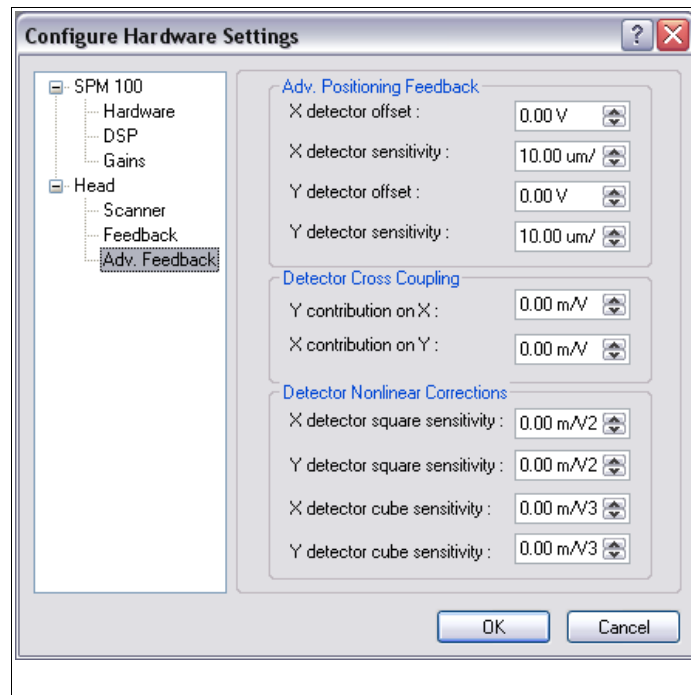 Configure Hardware Settings
SPM 100
Hardware
DSP
Gains
Head
Scanner
Feedback
Adv. Feedback
Adv. Positioning Feedback
X detector offset : 0.00 V
X detector sensitivity : 10.00 um/
Y detector offset : 0.00 V
Y detector sensitivity : 10.00 um/
Detector Cross Coupling
Y contribution on X : 0.00 m/V
X contribution on Y : 0.00 m/V
Detector Nonlinear Corrections
X detector square sensitivity : 0.00 m/V2
Y detector square sensitivity : 0.00 m/V2
X detector cube sensitivity : 0.00 m/V3
Y detector cube sensitivity : 0.00 m/V3
OK Cancel